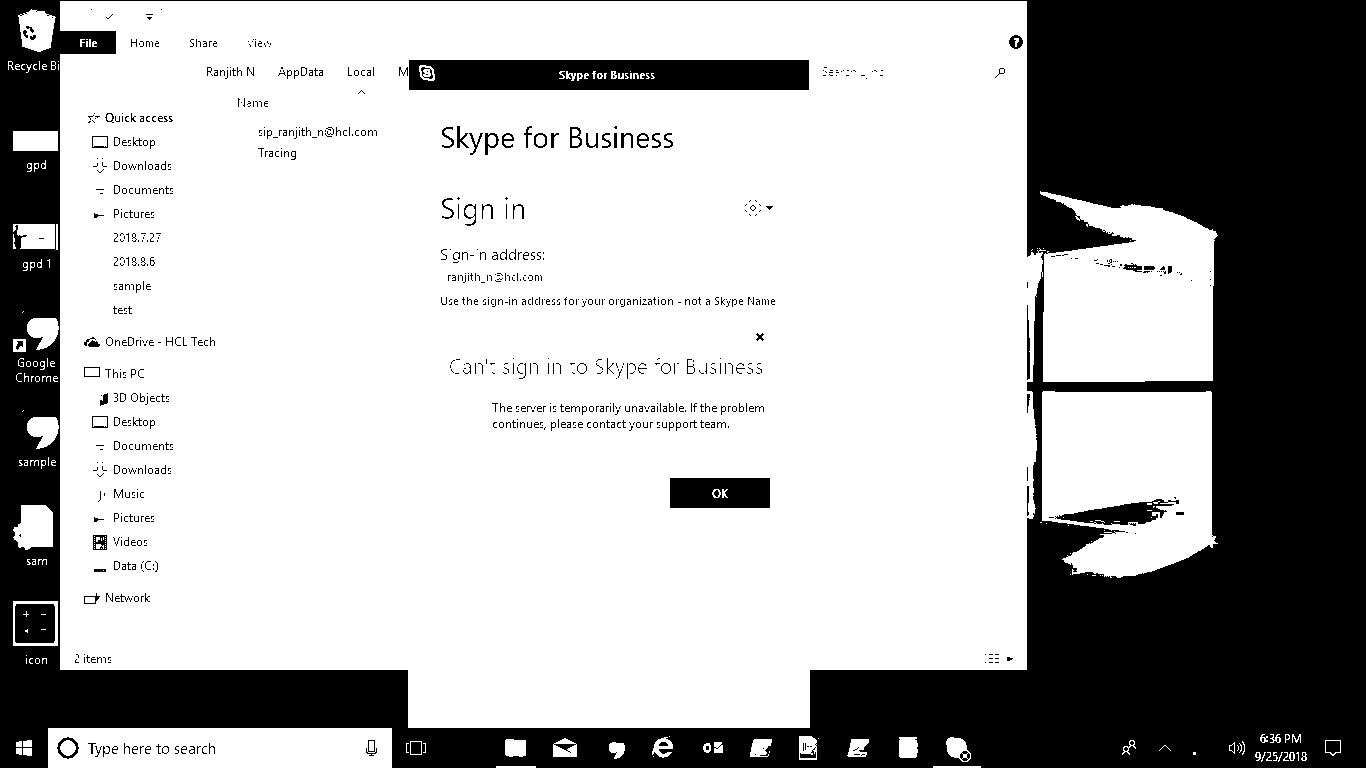 Recycle Bi
gpd
gpd 1
Google
Chrome
sample
sam
icon
File Home Share View
Ranjith N AppData Local M
Name
Quick access
Desktop
Downloads
Documents
Pictures
2018.7.27
2018.8.6
sample
test
OneDrive - HCL Tech
This PC
3D Objects
Desktop
Documents
Downloads
Music
Pictures
Videos
Data (C:)
Network
2 items
sip_ranjith_n@hcl.com
Tracing
Search
Skype for Business
Skype for Business
Sign in
Sign-in address:
ranjith_n@hcl.com
Use the sign-in address for your organization - not a Skype Name
Can't sign in to Skype for Business
The server is temporarily unavailable. If the problem
continues, please contact your support team.
OK
Type here to search
6:36 PM
9/25/2018